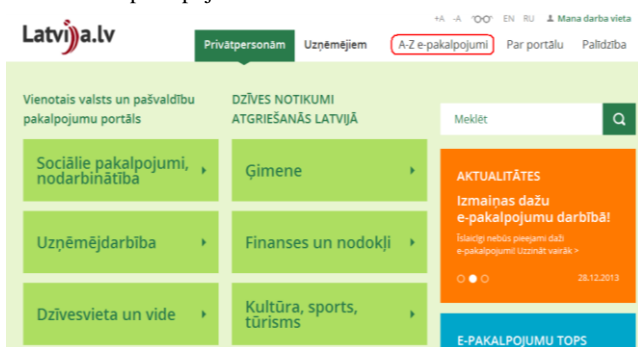 +A -A EN RU Mana darba vieta
Latvija.lv
Privātpersonām Uzņēmējiem A-Z e-pakalpojumi Par portālu Palīdzība
Vienotais valsts un pašvaldību
pakalpojumu portāls
DZĪVES NOTIKUMI
ATGRIEŠANĀS LATVIJĀ
Meklēt
Sociālie pakalpojumi,
nodarbinātība
Ģimene
AKTUALITĀTES
Izmaiņas dažu
e-pakalpojumu darbībā!
Īslaicīgi nebūs pieejami daži
e-pakalpojumi! Uzzināt vairāk >
28.12.2013
Uzņēmējdarbība
Finanses un nodokļi
Dzīvesvieta un vide
Kultūra, sports,
tūrisms
E-PAKALPOJUMU TOPS